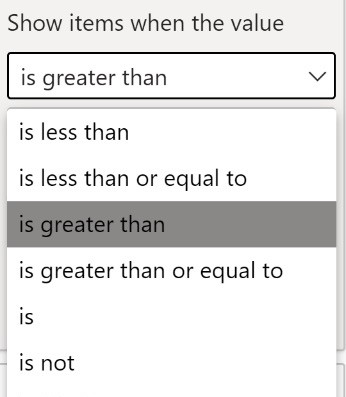 Show items when the value
is greater than
is less than
is less than or equal to
is greater than
is greater than or equal to
is
is not